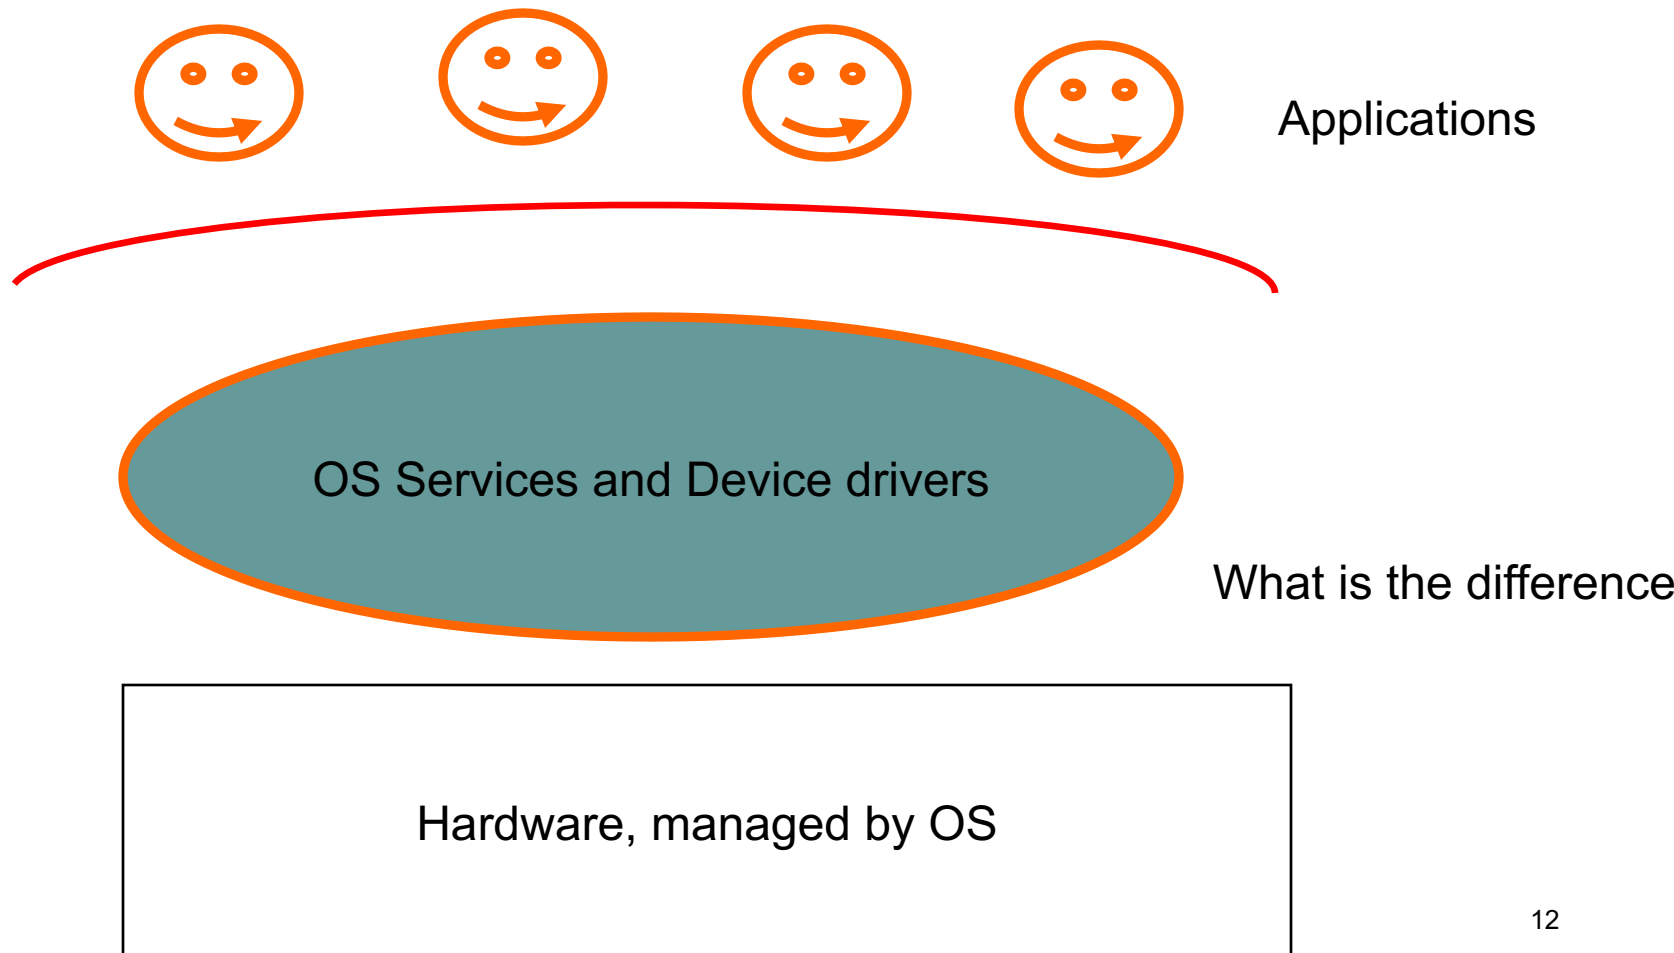 Applications
OS Services and Device drivers
What is the difference
Hardware, managed by OS
12